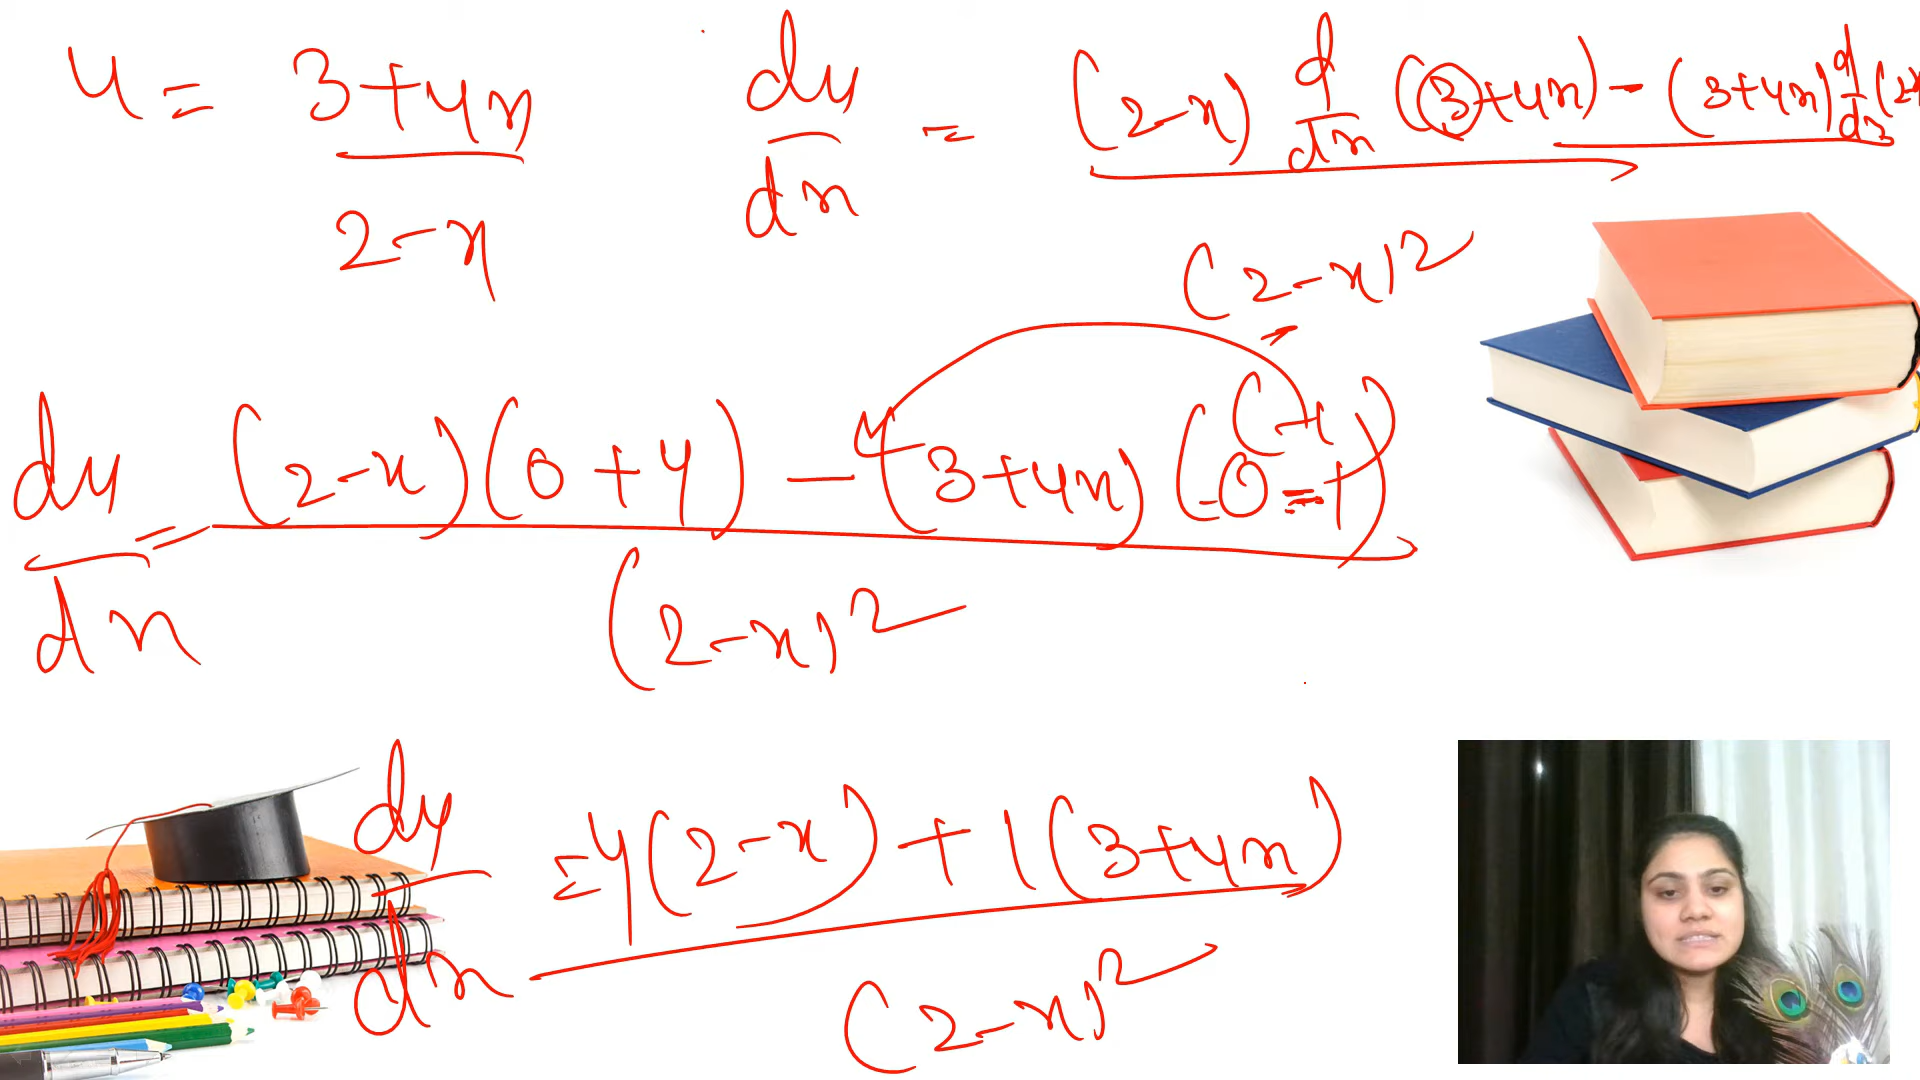 y = (3+4x)/(2-x)
dy/dx = ((2-x) d/dx (3+4x) - (3+4x) d/dx (2-x))/(2-x)²
dy/dx = ((2-x)(0+4) - (3+4x)(-0=1) (-1))/(2-x)²
dy/dx = (4(2-x) + 1(3+4x))/(2-x)²